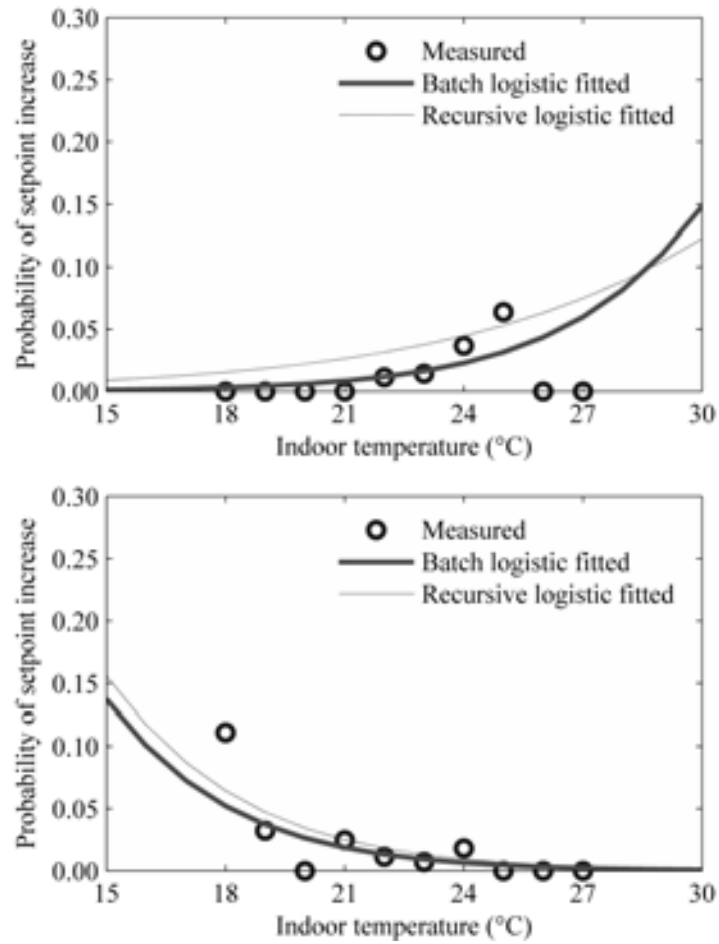 0.30
0.25
0.20
0.15
0.10
0.05
0.00
Probability of setpoint increase
Measured
Batch logistic fitted
Recursive logistic fitted
15 18 21 24 27 30
Indoor temperature (°C)
0.30
0.25
0.20
0.15
0.10
0.05
0.00
Probability of setpoint increase
Measured
Batch logistic fitted
Recursive logistic fitted
15 18 21 24 27 30
Indoor temperature (°C)